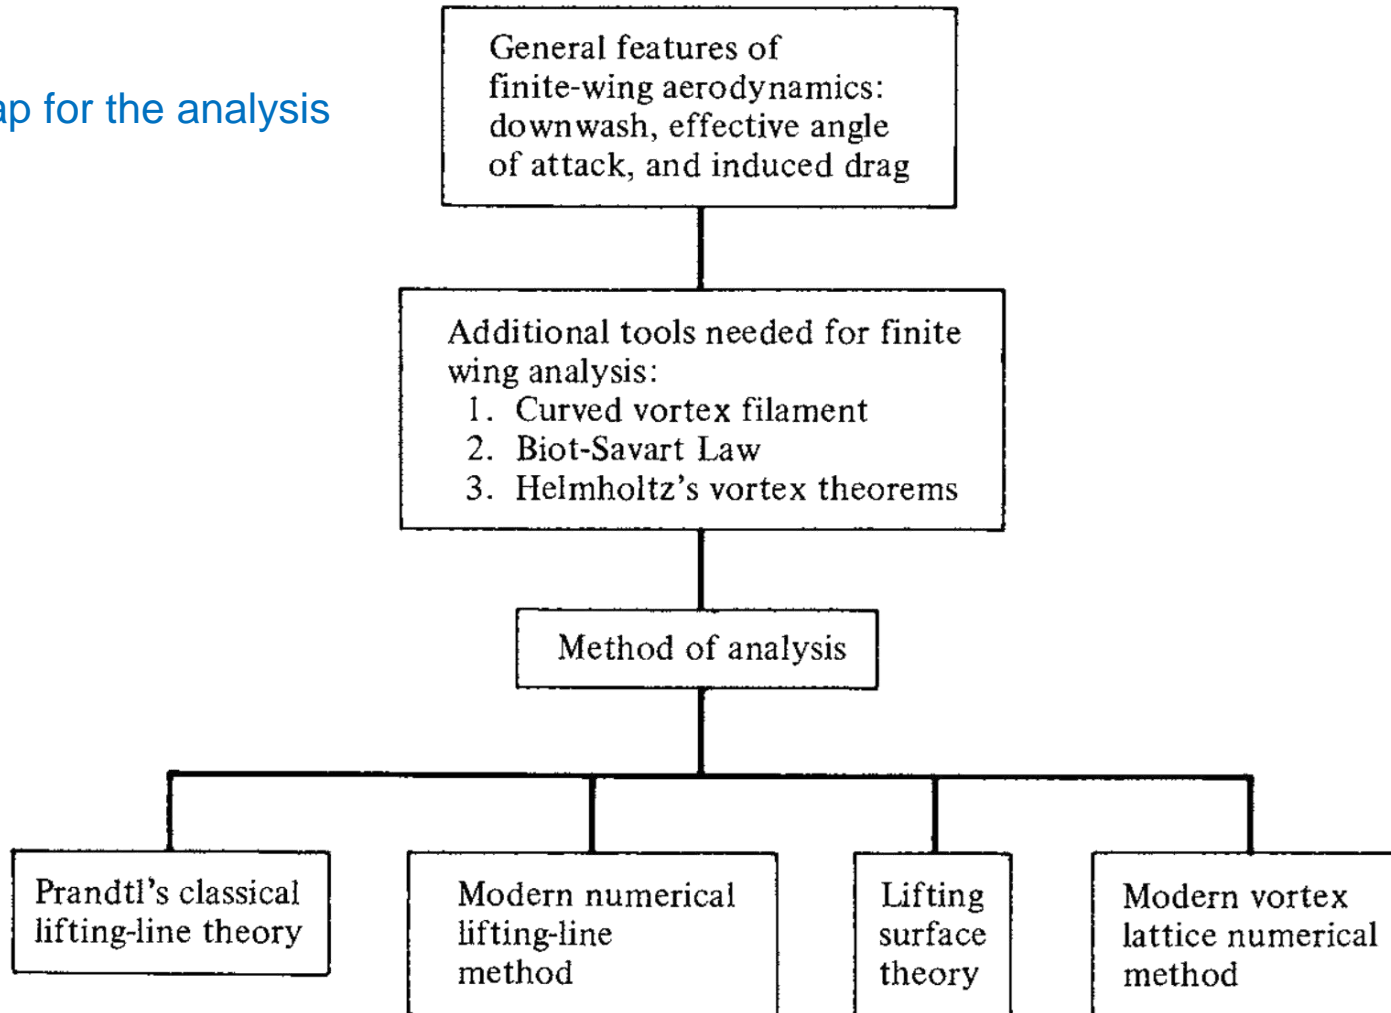 General features of
finite-wing aerodynamics:
downwash, effective angle
of attack, and induced drag
ap for the analysis
Additional tools needed for finite
wing analysis:
1. Curved vortex filament
2. Biot-Savart Law
3. Helmholtz's vortex theorems
Method of analysis
Prandtl's classical
lifting-line theory
Modern numerical
lifting-line
method
Lifting
surface
theory
Modern vortex
lattice numerical
method